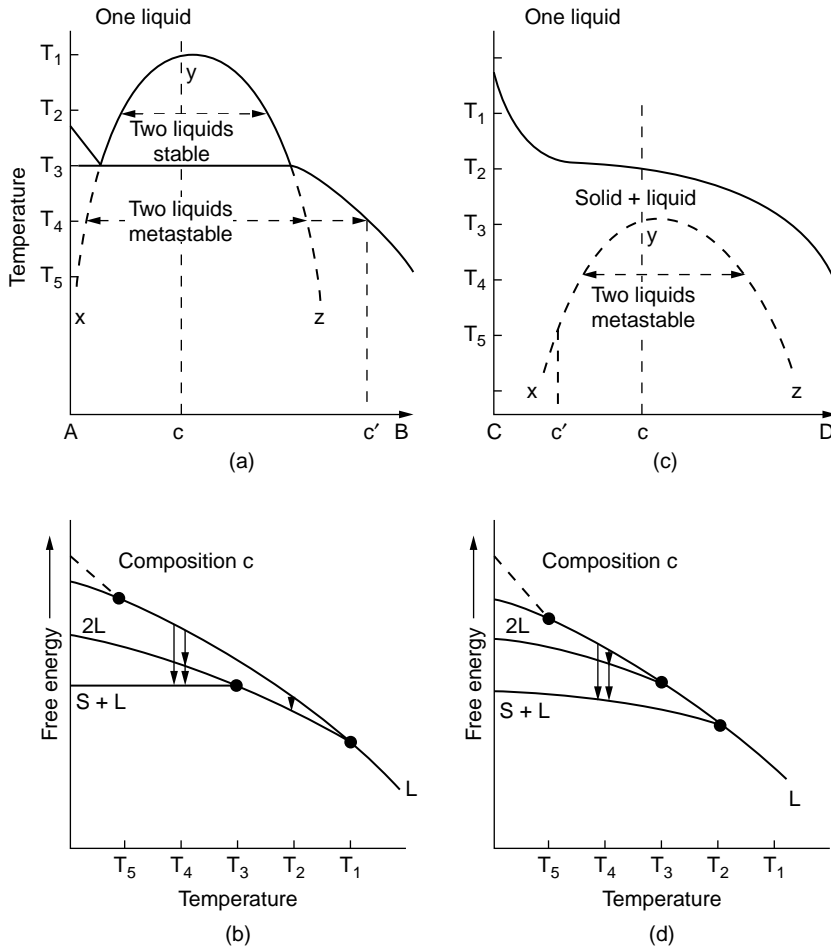 One liquid
T1
T2
T3
T4
T5
Temperature
y
Two liquids
stable
Two liquids
metastable
x
z
A
c
c′
B
(a)
One liquid
T1
T2
T3
T4
T5
Solid + liquid
y
Two liquids
metastable
x
z
C
c′
c
D
(c)
Composition c
Free energy
2L
S + L
L
T5
T4
T3
T2
T1
Temperature
(b)
Composition c
Free energy
2L
S + L
L
T5
T4
T3
T2
T1
Temperature
(d)